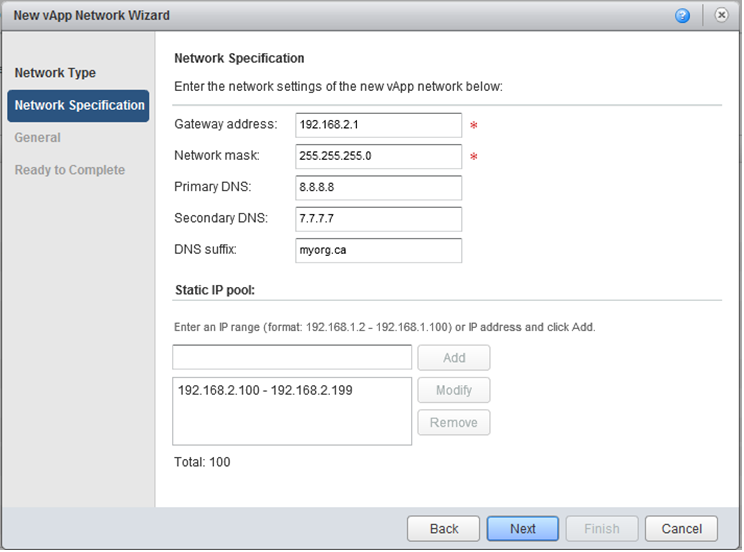 New vApp Network Wizard
Network Type
Network Specification
General
Ready to Complete
Network Specification
Enter the network settings of the new vApp network below:
Gateway address: 192.168.2.1 *
Network mask: 255.255.255.0 *
Primary DNS: 8.8.8.8
Secondary DNS: 7.7.7.7
DNS suffix: myorg.ca
Static IP pool:
Enter an IP range (format: 192.168.1.2 - 192.168.1.100) or IP address and click Add.
Add
192.168.2.100 - 192.168.2.199
Modify
Remove
Total: 100
Back Next Finish Cancel